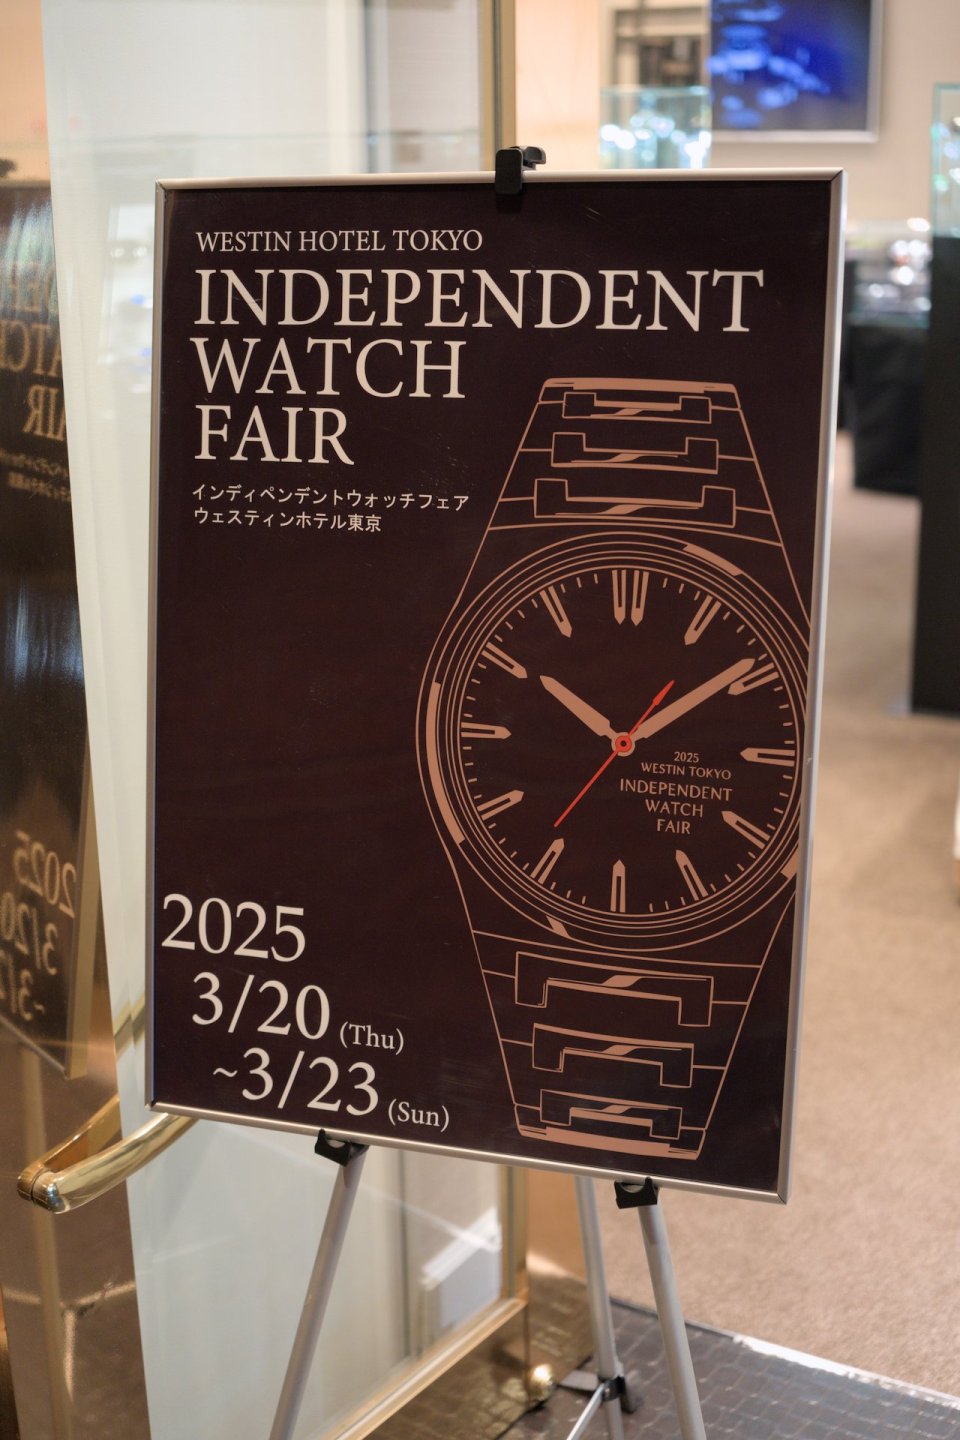 WESTIN HOTEL TOKYO
INDEPENDENT
WATCH
FAIR
インディペンデントウォッチフェア
ウェスティンホテル東京
2025
WESTIN TOKYO
INDEPENDENT
WATCH
FAIR
2025
3/20 (Thu)
~3/23 (Sun)